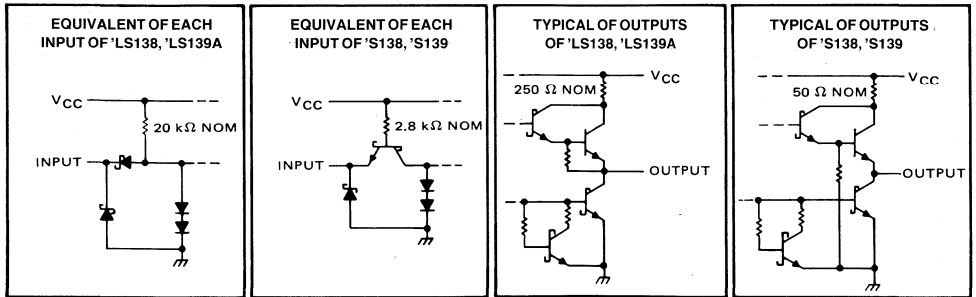 EQUIVALENT OF EACH
INPUT OF 'LS138, 'LS139A
VCC
20 kΩ NOM
INPUT
EQUIVALENT OF EACH
INPUT OF 'S138, 'S139
VCC
2.8 kΩ NOM
INPUT
TYPICAL OF OUTPUTS
OF 'LS138, 'LS139A
VCC
250 Ω NOM
OUTPUT
TYPICAL OF OUTPUTS
OF 'S138, 'S139
VCC
50 Ω NOM
OUTPUT